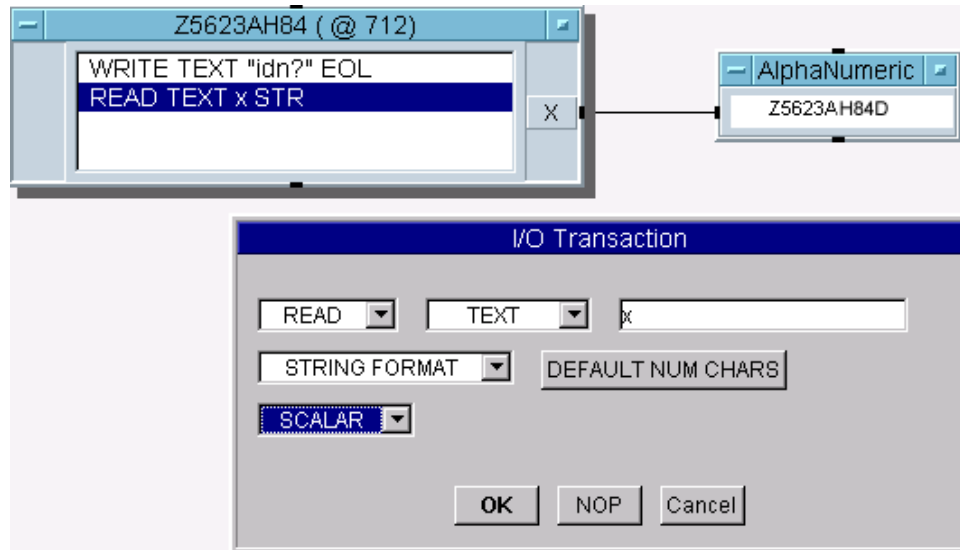 Z5623AH84 ( @ 712)
WRITE TEXT "idn?" EOL
READ TEXT x STR
X
AlphaNumeric
Z5623AH84D
I/O Transaction
READ TEXT x
STRING FORMAT DEFAULT NUM CHARS
SCALAR
OK NOP Cancel